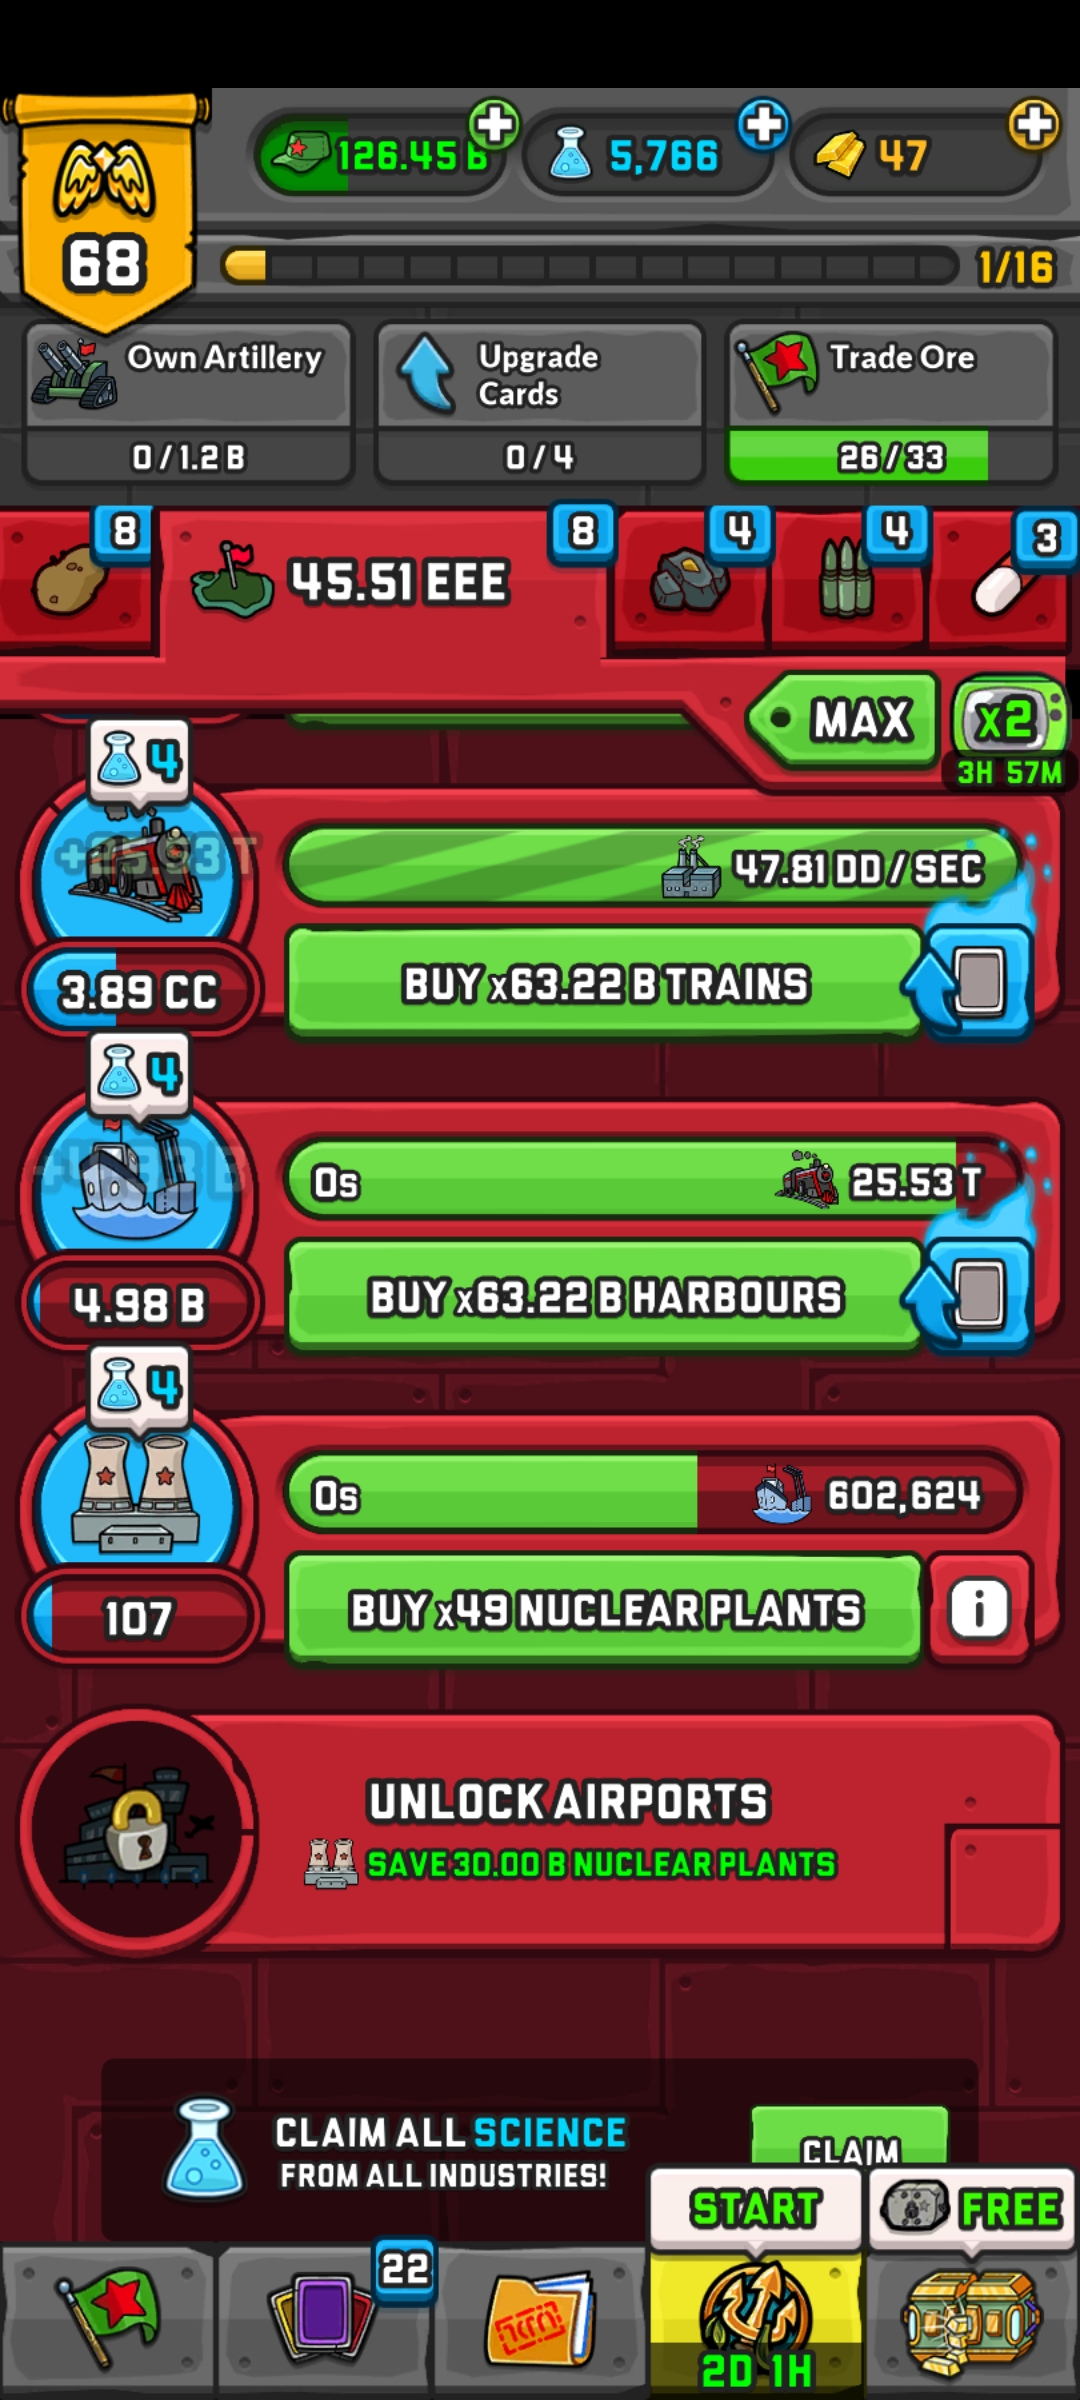 126.45 B
5,766
47
68
1/16
Own Artillery
0 / 1.2 B
Upgrade
Cards
0 / 4
Trade Ore
26 / 33
8
45.51 EEE
8
4
4
3
MAX
x2
3H 57M
4
47.81 DD / SEC
3.89 CC
BUY x63.22 B TRAINS
4
0s
25.53 T
4.98 B
BUY x63.22 B HARBOURS
4
0s
602,624
107
BUY x49 NUCLEAR PLANTS
i
UNLOCK AIRPORTS
SAVE 30.00 B NUCLEAR PLANTS
CLAIM ALL SCIENCE
FROM ALL INDUSTRIES!
CLAIM
START
FREE
22
2D 1H